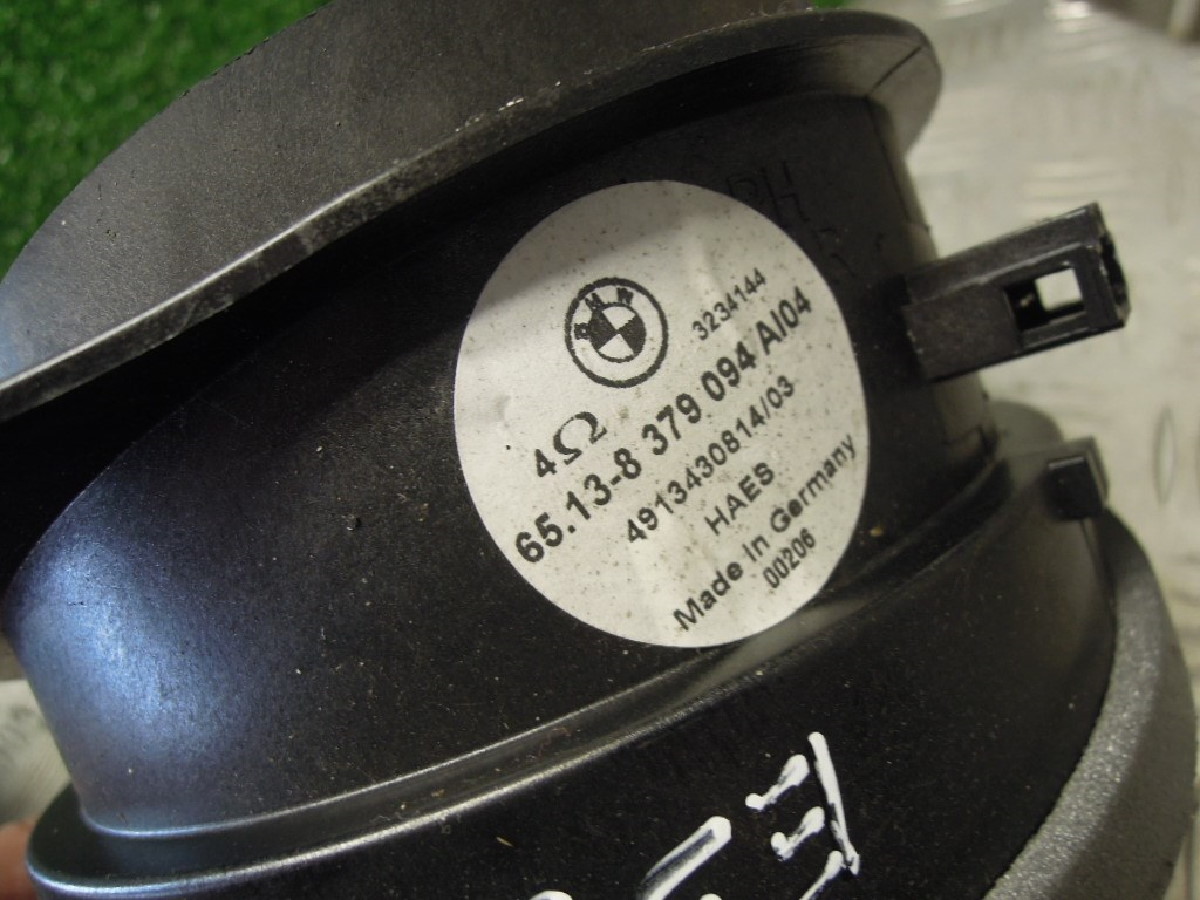 BMW
3234144
4Ω
65.13-8 379 094 AI04
4913430814/03
HAES
Made In Germany
00206